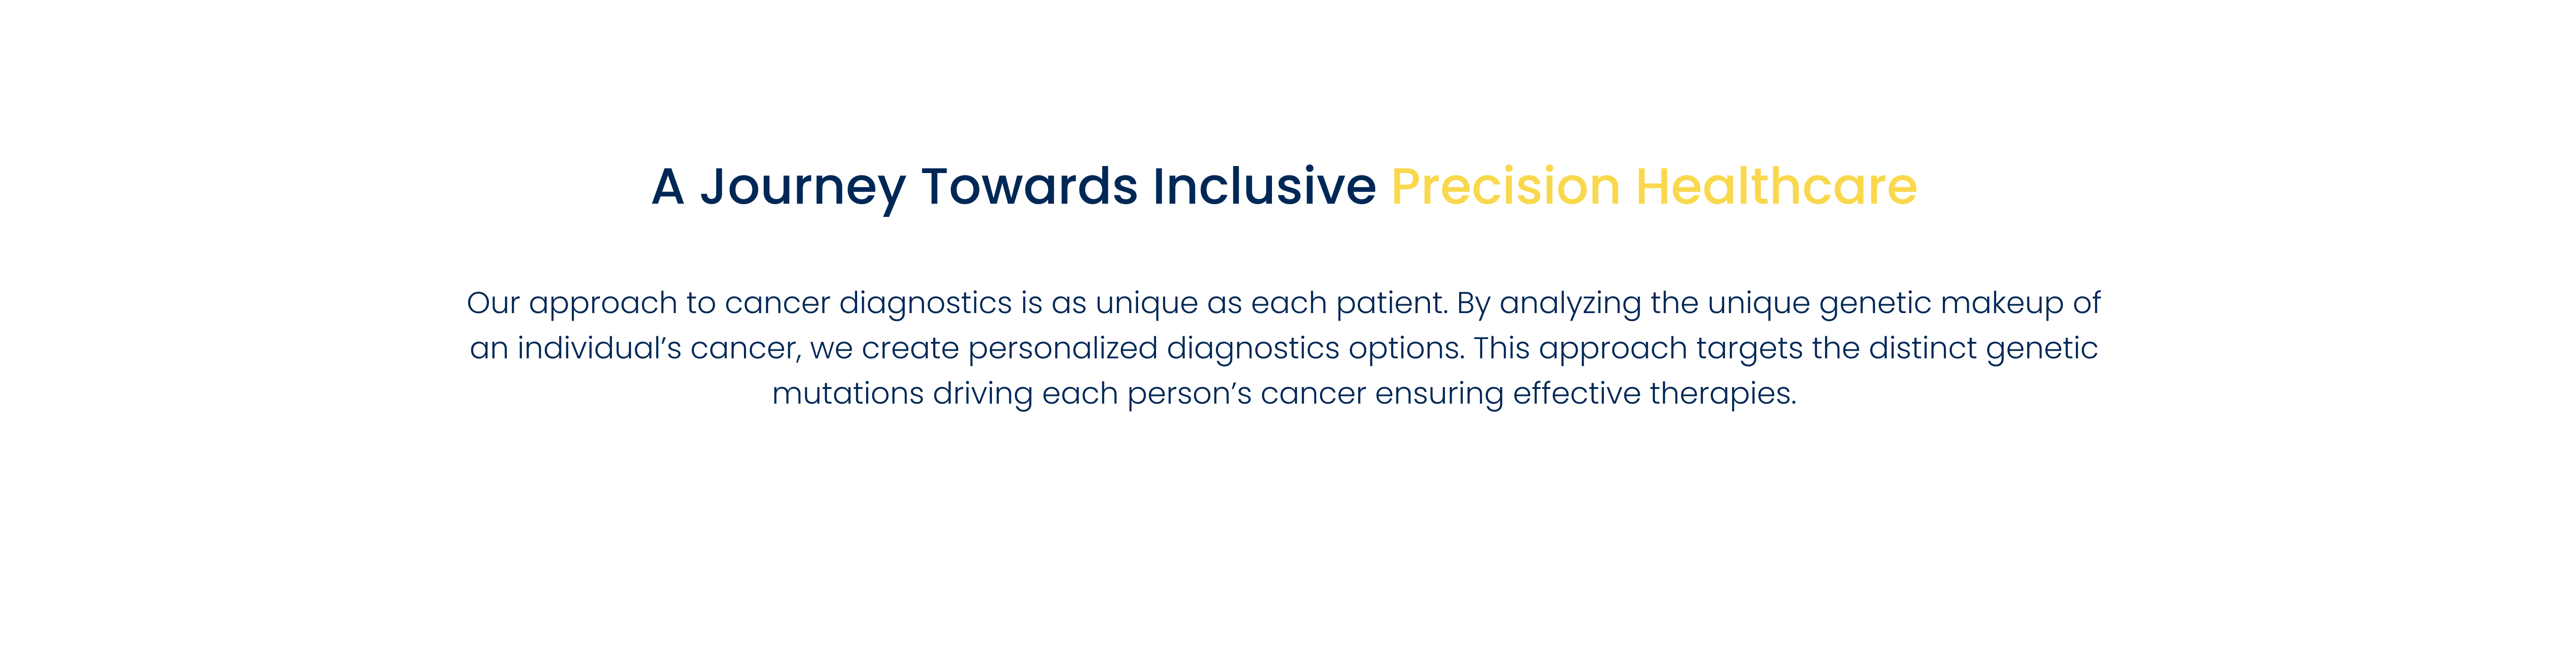 A Journey Towards Inclusive Precision Healthcare
Our approach to cancer diagnostics is as unique as each patient. By analyzing the unique genetic makeup of
an individual’s cancer, we create personalized diagnostics options. This approach targets the distinct genetic
mutations driving each person’s cancer ensuring effective therapies.